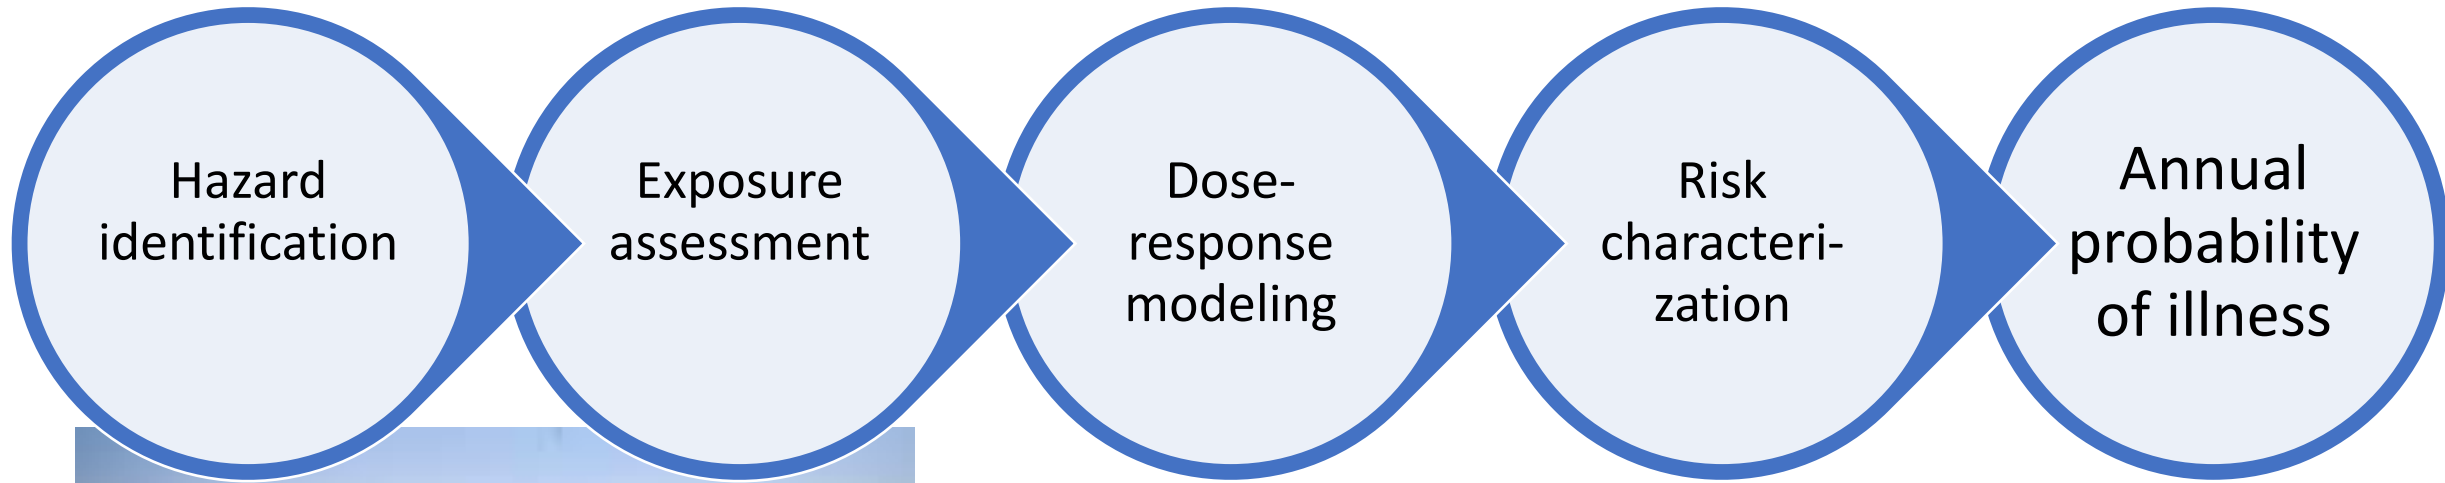 Hazard
identification
Exposure
assessment
Dose-
response
modeling
Risk
characteri-
zation
Annual
probability
of illness